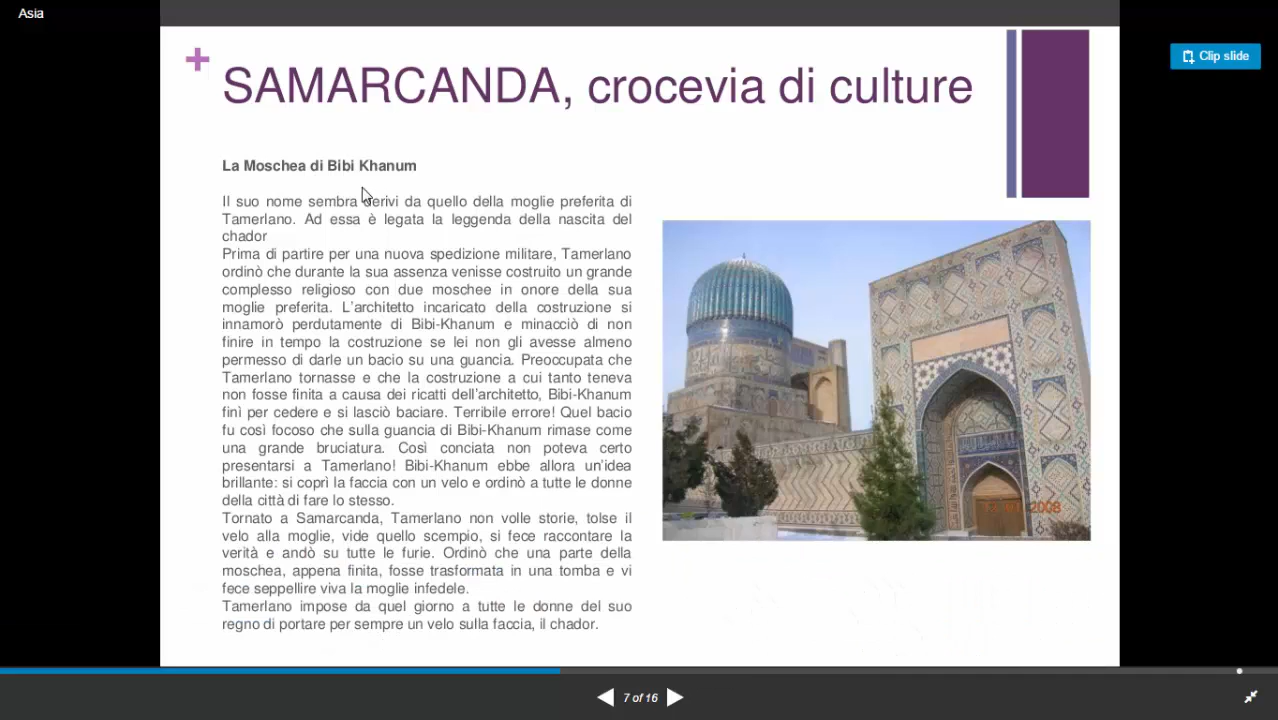 Asia
Clip slide
+
SAMARCANDA, crocevia di culture
La Moschea di Bibi Khanum
Il suo nome sembra derivi da quello della moglie preferita di
Tamerlano. Ad essa è legata la leggenda della nascita del
chador
Prima di partire per una nuova spedizione militare, Tamerlano
ordinò che durante la sua assenza venisse costruito un grande
complesso religioso con due moschee in onore della sua
moglie preferita. L'architetto incaricato della costruzione si
innamorò perdutamente di Bibi-Khanum e minacciò di non
finire in tempo la costruzione se lei non gli avesse almeno
permesso di darle un bacio su una guancia. Preoccupata che
Tamerlano tornasse e che la costruzione a cui tanto teneva
non fosse finita a causa dei ricatti dell'architetto, Bibi-Khanum
finì per cedere e si lasciò baciare. Terribile errore! Quel bacio
fu così focoso che sulla guancia di Bibi-Khanum rimase come
una grande bruciatura. Così conciata non poteva certo
presentarsi a Tamerlano! Bibi-Khanum ebbe allora un'idea
brillante: si coprì la faccia con un velo e ordinò a tutte le donne
della città di fare lo stesso.
Tornato a Samarcanda, Tamerlano non volle storie, tolse il
velo alla moglie, vide quello scempio, si fece raccontare la
verità e andò su tutte le furie. Ordinò che una parte della
moschea, appena finita, fosse trasformata in una tomba e vi
fece seppellire viva la moglie infedele.
Tamerlano impose da quel giorno a tutte le donne del suo
regno di portare per sempre un velo sulla faccia, il chador.
2008
7 of 16